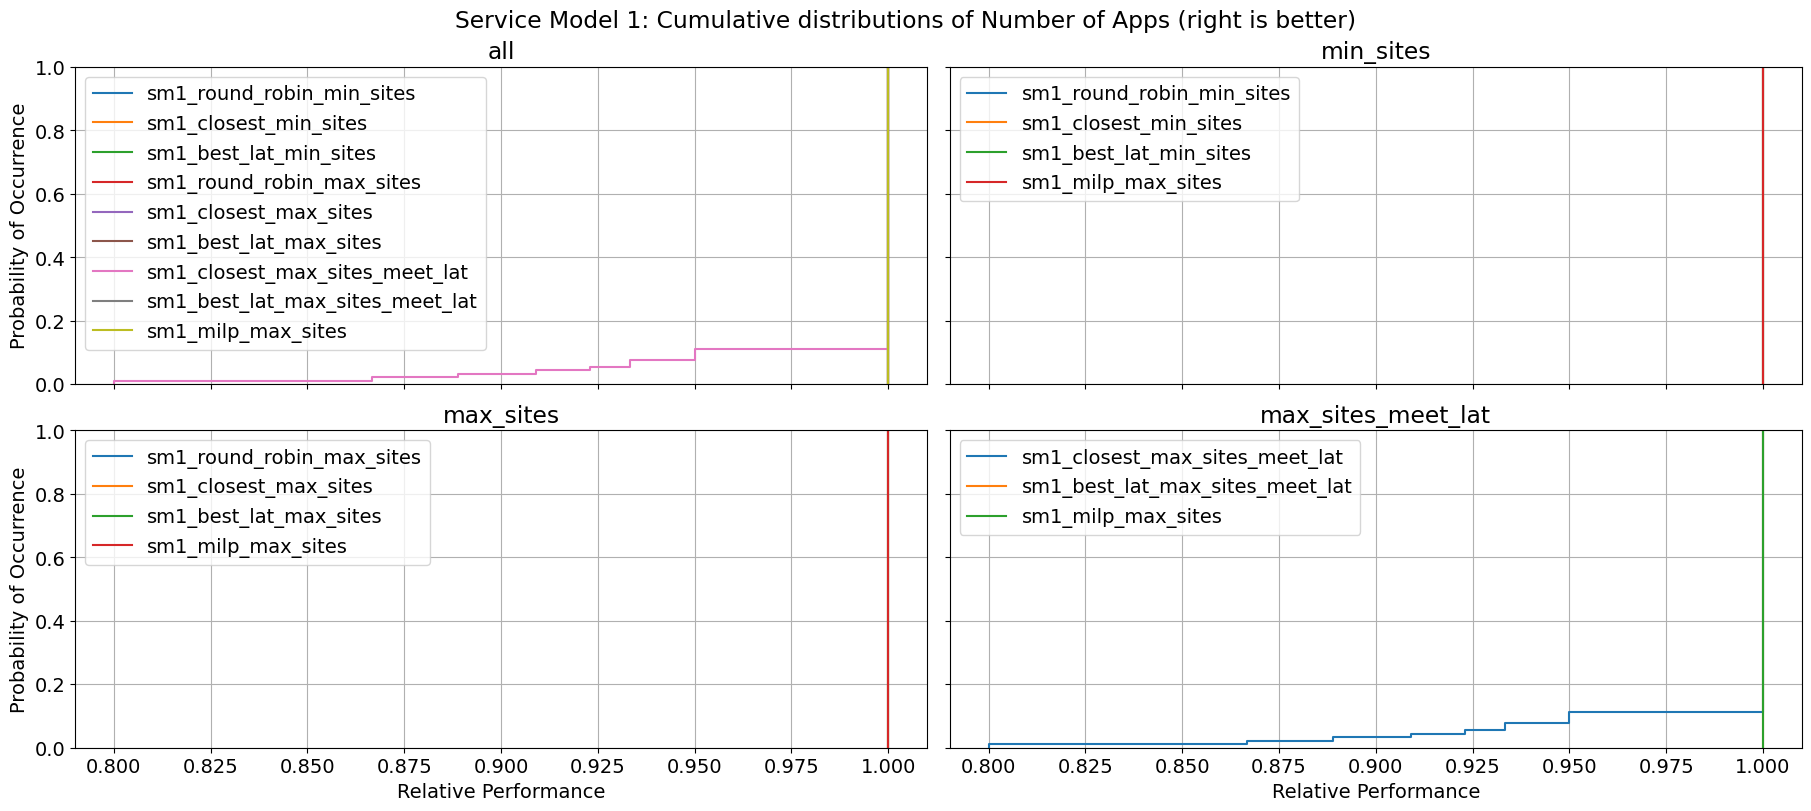 Service Model 1: Cumulative distributions of Number of Apps (right is better)
all
Probability of Occurrence
1.0
0.8
0.6
0.4
0.2
0.0
sm1_round_robin_min_sites
sm1_closest_min_sites
sm1_best_lat_min_sites
sm1_round_robin_max_sites
sm1_closest_max_sites
sm1_best_lat_max_sites
sm1_closest_max_sites_meet_lat
sm1_best_lat_max_sites_meet_lat
sm1_milp_max_sites
min_sites
sm1_round_robin_min_sites
sm1_closest_min_sites
sm1_best_lat_min_sites
sm1_milp_max_sites
max_sites
Probability of Occurrence
1.0
0.8
0.6
0.4
0.2
0.0
sm1_round_robin_max_sites
sm1_closest_max_sites
sm1_best_lat_max_sites
sm1_milp_max_sites
0.800 0.825 0.850 0.875 0.900 0.925 0.950 0.975 1.000
Relative Performance
max_sites_meet_lat
sm1_closest_max_sites_meet_lat
sm1_best_lat_max_sites_meet_lat
sm1_milp_max_sites
0.800 0.825 0.850 0.875 0.900 0.925 0.950 0.975 1.000
Relative Performance